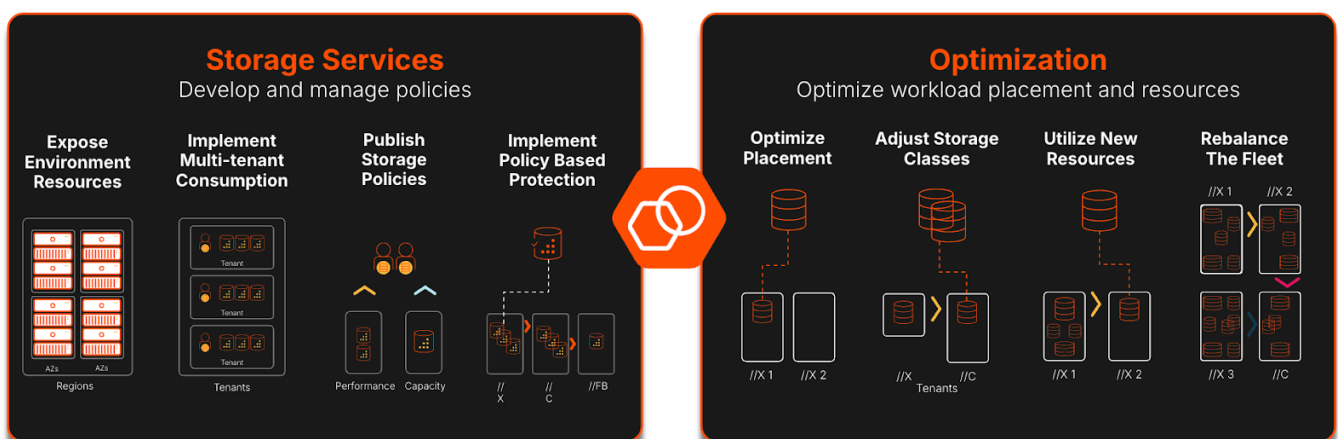 Storage Services
Develop and manage policies
Expose
Environment
Resources
AZs
AZs
Regions
Implement
Multi-tenant
Consumption
Tenant
Tenant
Tenant
Tenants
Publish
Storage
Policies
Performance
Capacity
Implement
Policy Based
Protection
//
X
//
C
//FB
Optimization
Optimize workload placement and resources
Optimize
Placement
//X 1
//X 2
Adjust Storage
Classes
//X
//C
Tenants
Utilize New
Resources
//X 1
//X 2
Rebalance
The Fleet
//X 1
//X 2
//X 3
//C